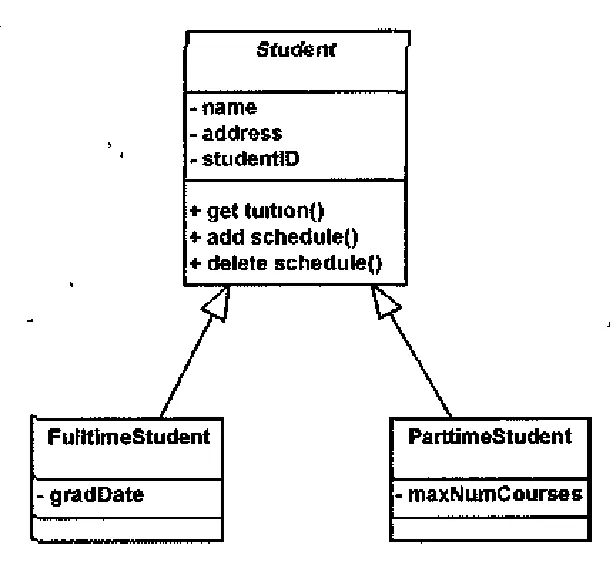 Student
- name
- address
- studentID
+ get tuition()
+ add schedule()
+ delete schedule()
FulltimeStudent
- gradDate
ParttimeStudent
- maxNumCourses